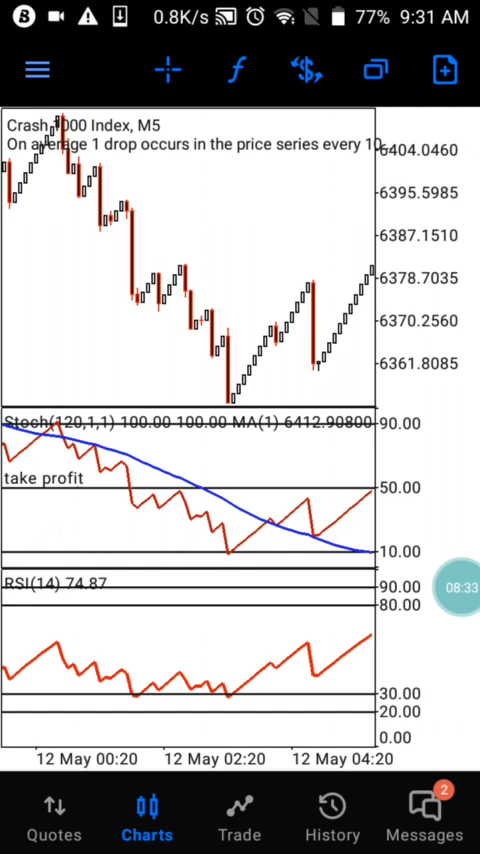 0.8K/s 77% 9:31 AM
Crash 1000 Index, M5
On average 1 drop occurs in the price series every 10
6404.0460
6395.5985
6387.1510
6378.7035
6370.2560
6361.8085
Stoch(120,1,1) 100.00 100.00 MA(1) 6412.90800
90.00
take profit
50.00
10.00
RSI(14) 74.87
90.00
08:33
80.00
30.00
20.00
0.00
12 May 00:20 12 May 02:20 12 May 04:20
2
Quotes Charts Trade History Messages